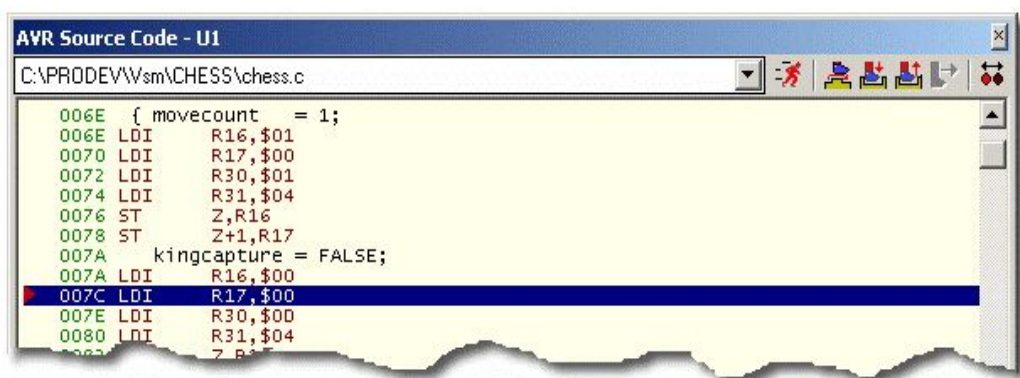 AVR Source Code - U1
C:\PRODEV\Vsm\CHESS\chess.c
006E { movecount = 1;
006E LDI R16,$01
0070 LDI R17,$00
0072 LDI R30,$01
0074 LDI R31,$04
0076 ST Z,R16
0078 ST Z+1,R17
007A kingcapture = FALSE;
007A LDI R16,$00
007C LDI R17,$00
007E LDI R30,$0D
0080 LDI R31,$04